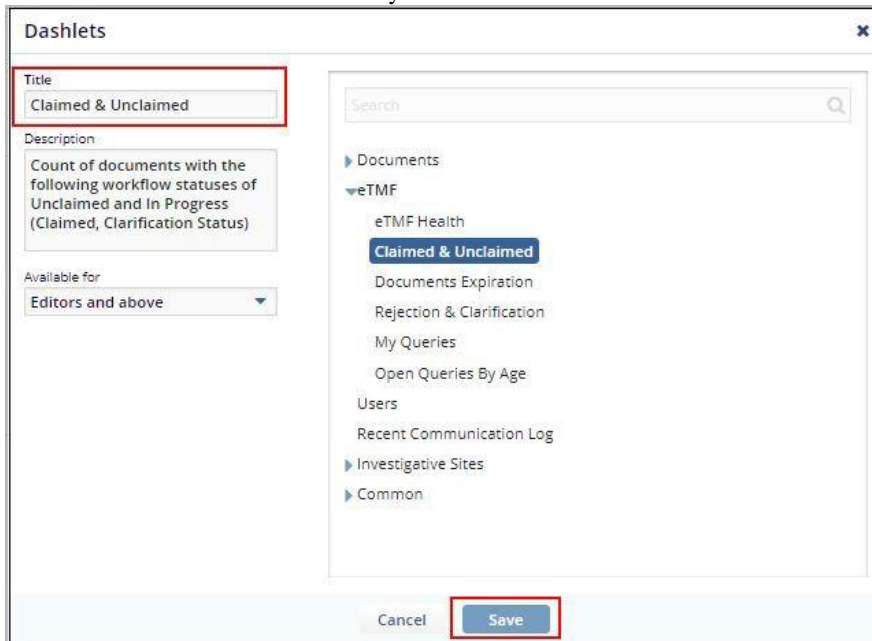 Dashlets
Title
Claimed & Unclaimed
Description
Count of documents with the
following workflow statuses of
Unclaimed and In Progress
(Claimed, Clarification Status)
Available for
Editors and above
Search
Documents
eTMF
eTMF Health
Claimed & Unclaimed
Documents Expiration
Rejection & Clarification
My Queries
Open Queries By Age
Users
Recent Communication Log
Investigative Sites
Common
Cancel
Save